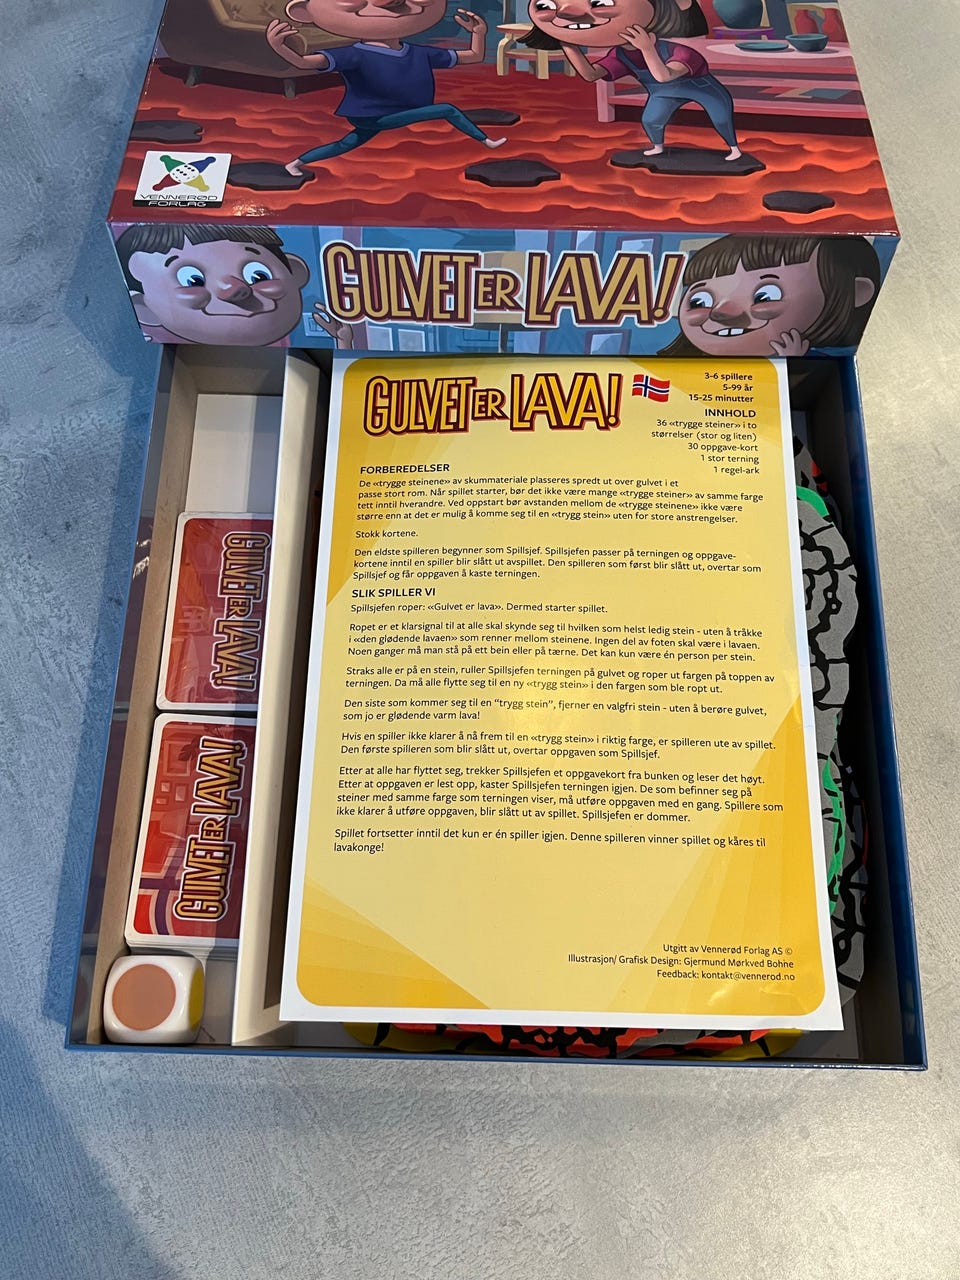 VENNERØD
FORLAG
GULVET ER LAVA!
GULVET ER LAVA!
3-6 spillere
5-99 år
15-25 minutter
INNHOLD
36 «trygge steiner» i to
størrelser (stor og liten)
30 oppgave-kort
1 stor terning
1 regel-ark
FORBEREDELSER
De «trygge steinene» av skummateriale plasseres spredt ut over gulvet i et
passe stort rom. Når spillet starter, bør det ikke være mange «trygge steiner» av samme farge
tett inntil hverandre. Ved oppstart bør avstanden mellom de «trygge steinene» ikke være
større enn at det er mulig å komme seg til en «trygg stein» uten for store anstrengelser.
Stokk kortene.
Den eldste spilleren begynner som Spillsjef. Spillsjefen passer på terningen og oppgave-
kortene inntil en spiller blir slått ut avspillet. Den spilleren som først blir slått ut, overtar som
Spillsjef og får oppgaven å kaste terningen.
SLIK SPILLER VI
Spillsjefen roper: «Gulvet er lava». Dermed starter spillet.
Ropet er et klarsignal til at alle skal skynde seg til hvilken som helst ledig stein - uten å tråkke
i «den glødende lavaen» som renner mellom steinene. Ingen del av foten skal være i lavaen.
Noen ganger må man stå på ett bein eller på tærne. Det kan kun være én person per stein.
Straks alle er på en stein, ruller Spillsjefen terningen på gulvet og roper ut fargen på toppen av
terningen. Da må alle flytte seg til en ny «trygg stein» i den fargen som ble ropt ut.
Den siste som kommer seg til en "trygg stein", fjerner en valgfri stein - uten å berøre gulvet,
som jo er glødende varm lava!
Hvis en spiller ikke klarer å nå frem til en «trygg stein» i riktig farge, er spilleren ute av spillet.
Den første spilleren som blir slått ut, overtar oppgaven som Spillsjef.
Etter at alle har flyttet seg, trekker Spillsjefen et oppgavekort fra bunken og leser det høyt.
Etter at oppgaven er lest opp, kaster Spillsjefen terningen igjen. De som befinner seg på
steiner med samme farge som terningen viser, må utføre oppgaven med en gang. Spillere som
ikke klarer å utføre oppgaven, blir slått ut av spillet. Spillsjefen er dommer.
Spillet fortsetter inntil det kun er én spiller igjen. Denne spilleren vinner spillet og kåres til
lavakonge!
Utgitt av Vennerød Forlag AS ©
Illustrasjon/ Grafisk Design: Gjermund Mørkved Bohne
Feedback: kontakt@vennerod.no
GULVET ER LAVA!
GULVET ER LAVA!